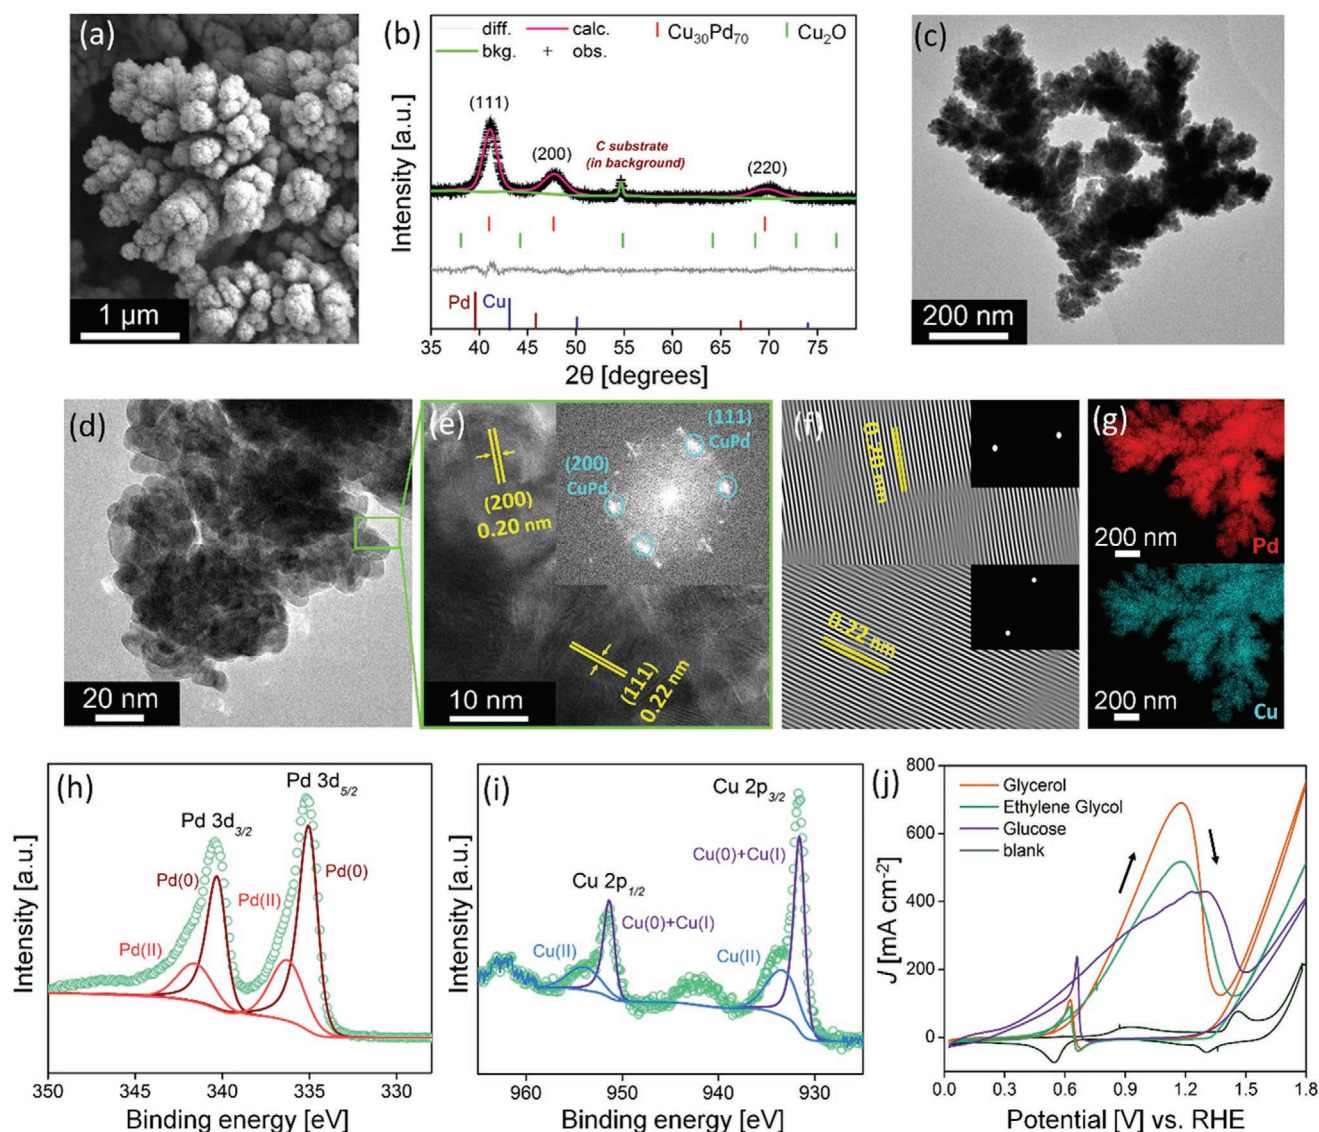 (a)
1 µm
(b)
diff.
calc.
Cu30Pd70
Cu2O
bkg.
+ obs.
(111)
(200)
C substrate
(in background)
(220)
Intensity [a.u.]
Pd
Cu
35 40 45 50 55 60 65 70 75
2θ [degrees]
(c)
200 nm
(d)
20 nm
(e)
(200)
0.20 nm
(111)
CuPd
(200)
CuPd
(111)
0.22 nm
10 nm
(f)
0.20 nm
0.22 nm
(g)
200 nm
Pd
200 nm
Cu
(h)
Pd 3d5/2
Pd 3d3/2
Pd(0)
Pd(II)
Pd(0)
Pd(II)
Intensity [a.u.]
350 340 330
Binding energy [eV]
(i)
Cu 2p3/2
Cu(0)+Cu(I)
Cu 2p1/2
Cu(0)+Cu(I)
Cu(II)
Cu(II)
Intensity [a.u.]
960 950 940 930
Binding energy [eV]
(j)
Glycerol
Ethylene Glycol
Glucose
blank
J [mA cm-2]
800
600
400
200
0
0.0 0.3 0.6 0.9 1.2 1.5 1.8
Potential [V] vs. RHE